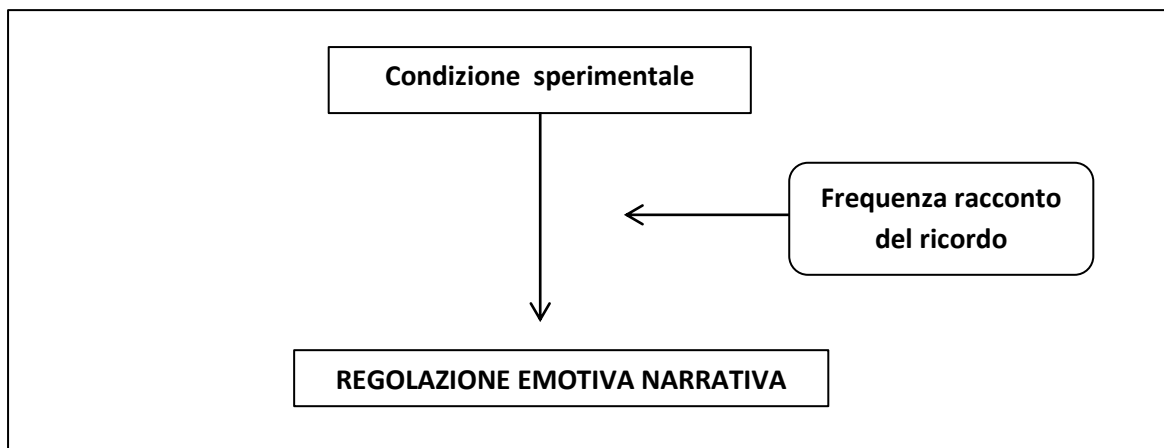 Condizione sperimentale
Frequenza racconto
del ricordo
REGOLAZIONE EMOTIVA NARRATIVA